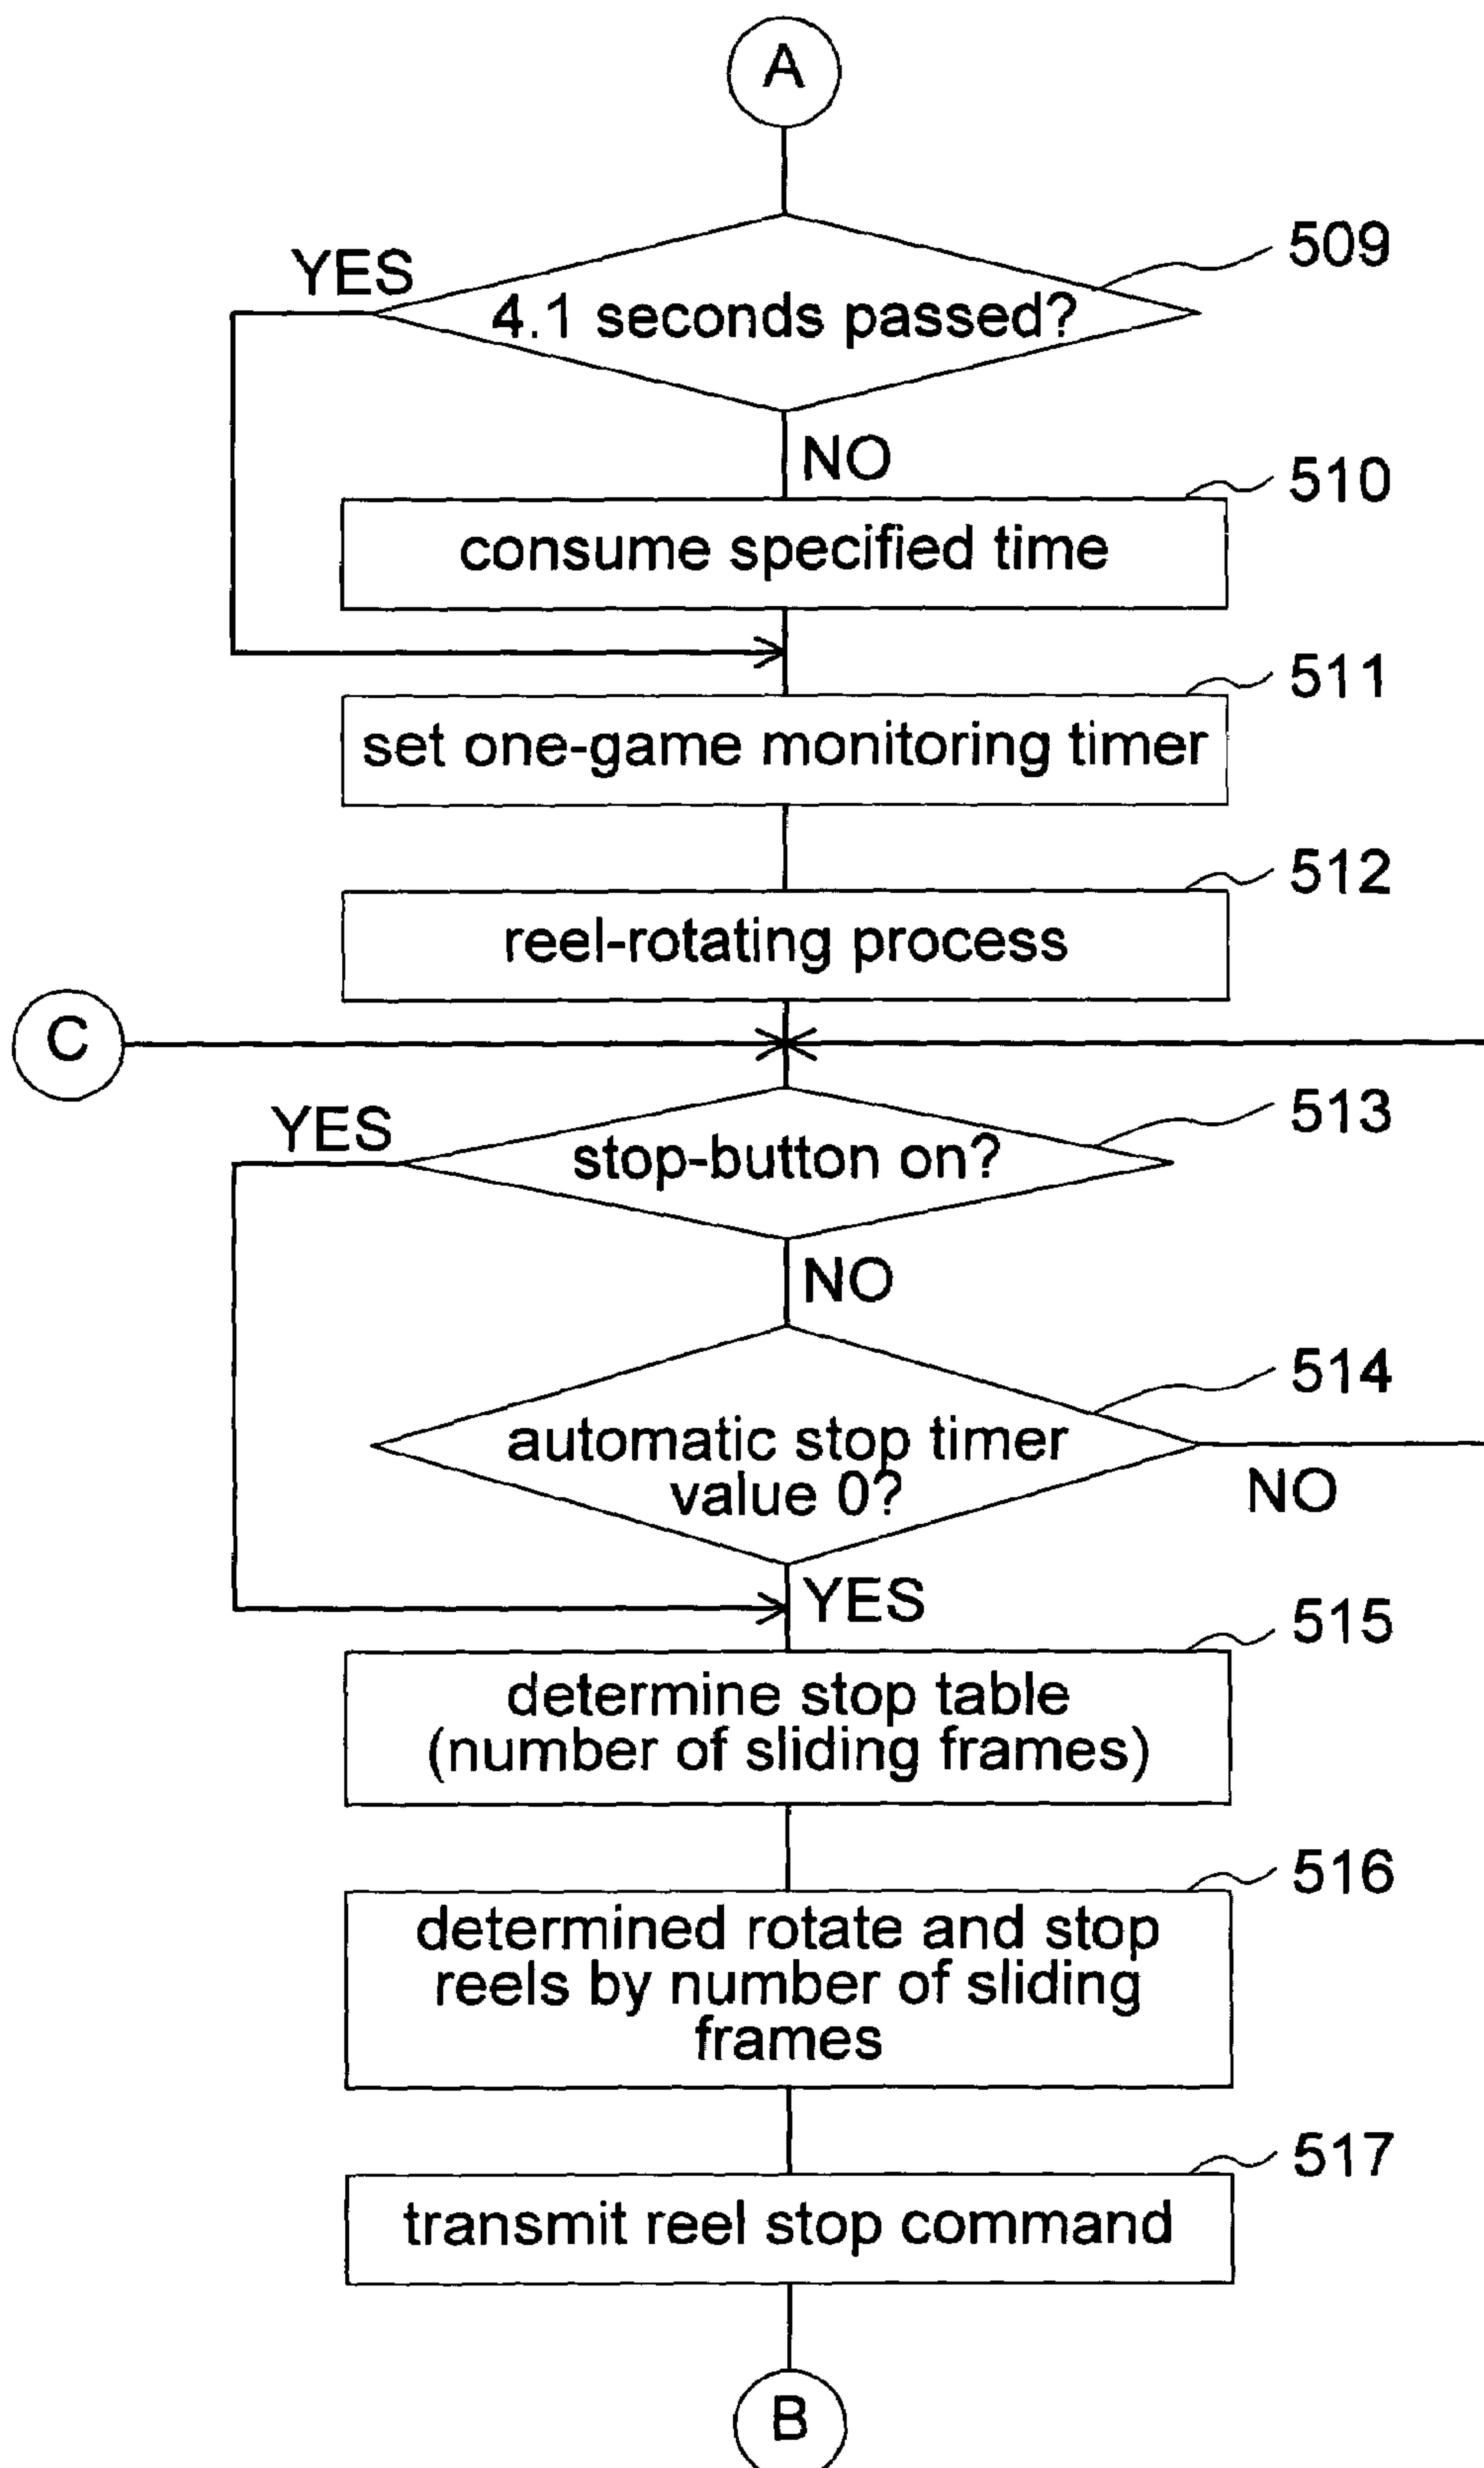 A
509
YES
4.1 seconds passed?
NO
510
consume specified time
511
set one-game monitoring timer
512
reel-rotating process
C
513
YES
stop-button on?
NO
514
automatic stop timer
value 0?
NO
YES
515
determine stop table
(number of sliding frames)
516
determined rotate and stop
reels by number of sliding
frames
517
transmit reel stop command
B